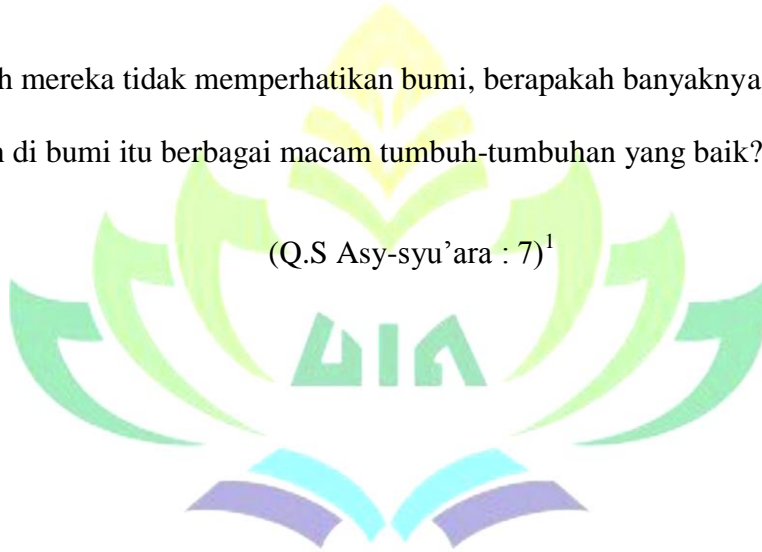 h mereka tidak memperhatikan bumi, berapakah banyaknya
di bumi itu berbagai macam tumbuh-tumbuhan yang baik?
(Q.S Asy-syu’ara : 7)1
UIN